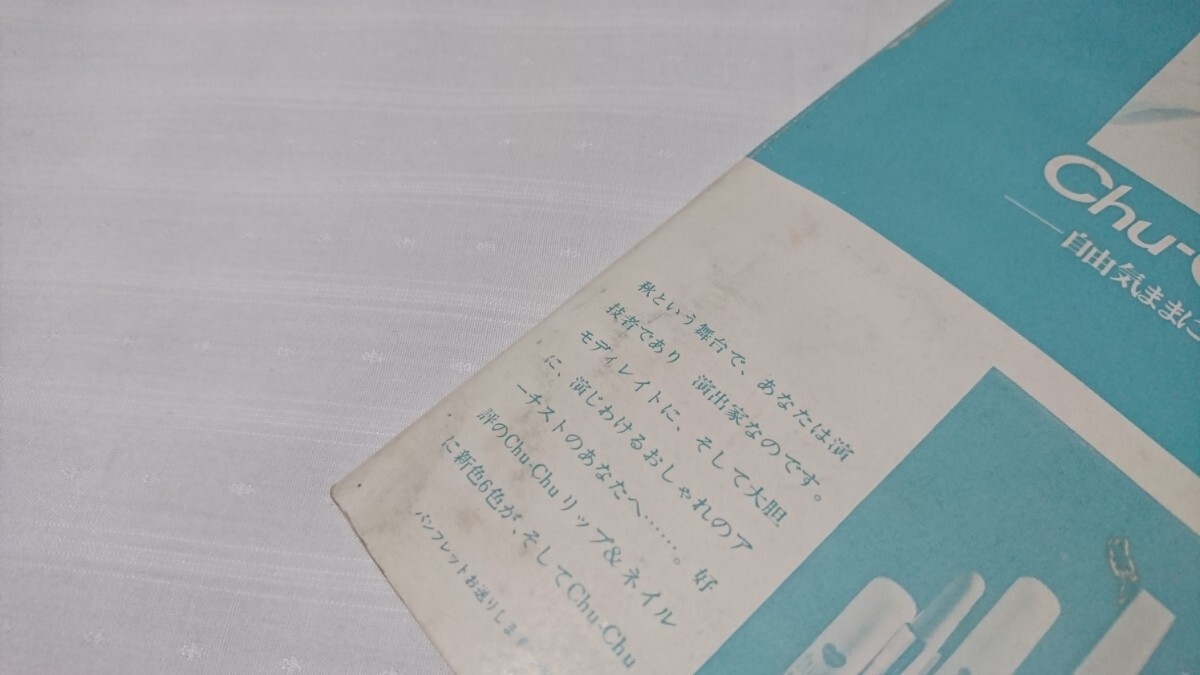 Chu-
――自由気ままに
秋という舞台で、あなたは演
技者であり 演出家なのです。
モディレイトに、そして大胆
に、演じわけるおしゃれのア
ーチストのあなたへ……。好
評のChu-Chuリップ&ネイル
に新色6色が、そしてChu-Chu
パンフレットお送りします